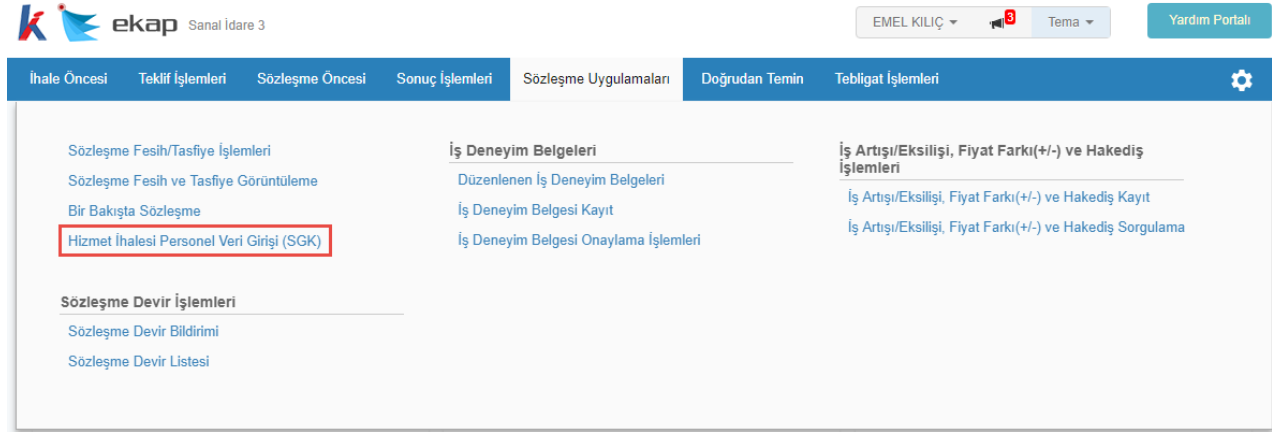 ekap Sanal İdare 3
EMEL KILIÇ
3
Tema
Yardım Portalı
İhale Öncesi
Teklif İşlemleri
Sözleşme Öncesi
Sonuç İşlemleri
Sözleşme Uygulamaları
Doğrudan Temin
Tebligat İşlemleri
Sözleşme Fesih/Tasfiye İşlemleri
Sözleşme Fesih ve Tasfiye Görüntüleme
Bir Bakışta Sözleşme
Hizmet İhalesi Personel Veri Girişi (SGK)
Sözleşme Devir İşlemleri
Sözleşme Devir Bildirimi
Sözleşme Devir Listesi
İş Deneyim Belgeleri
Düzenlenen İş Deneyim Belgeleri
İş Deneyim Belgesi Kayıt
İş Deneyim Belgesi Onaylama İşlemleri
İş Artışı/Eksilişi, Fiyat Farkı(+/-) ve Hakediş
İşlemleri
İş Artışı/Eksilişi, Fiyat Farkı(+/-) ve Hakediş Kayıt
İş Artışı/Eksilişi, Fiyat Farkı(+/-) ve Hakediş Sorgulama